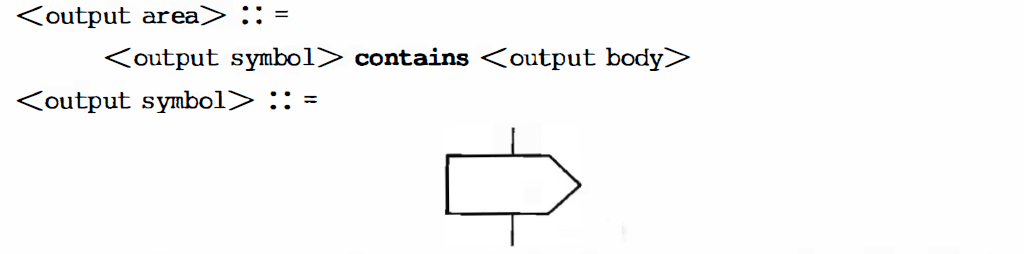 <output area> :: =
<output symbol> contains <output body>
<output symbol> :: =